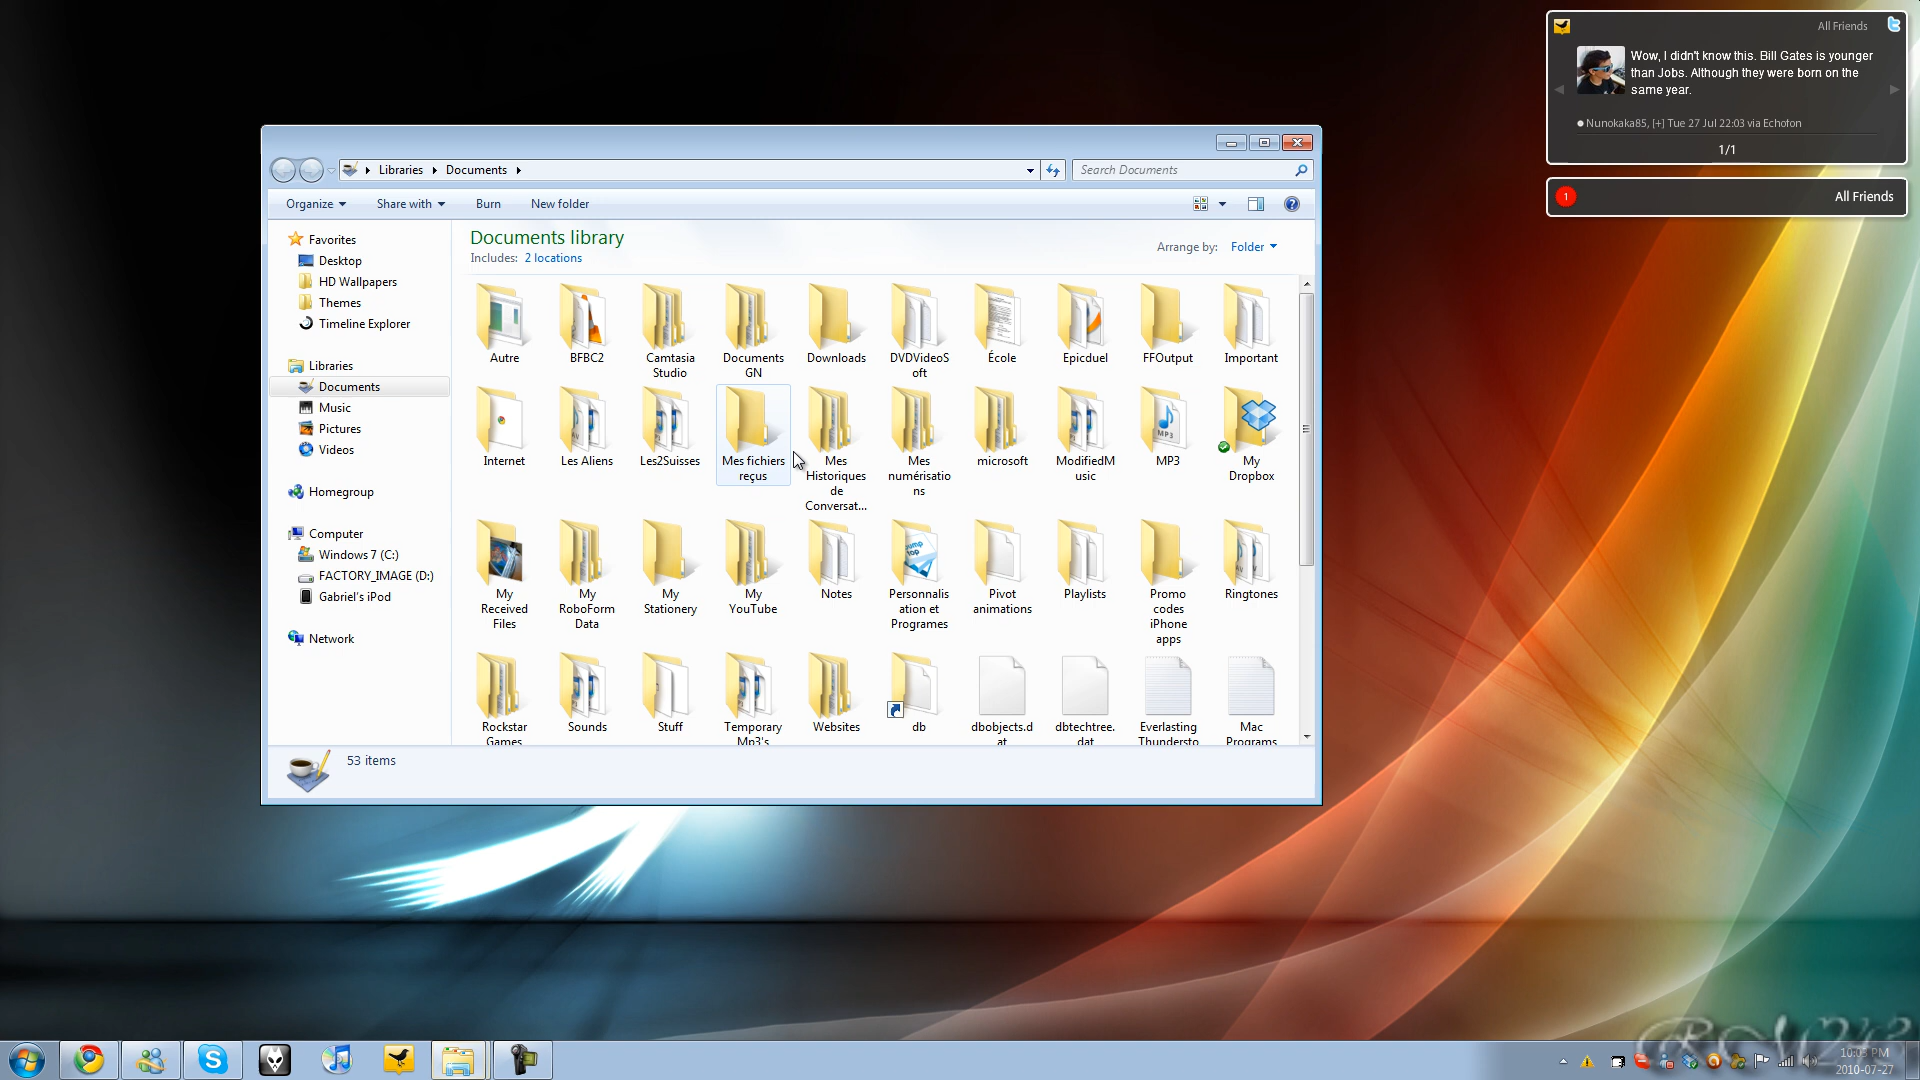 All Friends
Wow, I didn't know this. Bill Gates is younger
than Jobs. Although they were born on the
same year.
Nunokaka85, [+] Tue 27 Jul 22:03 via Echofon
1/1
1
All Friends
Libraries
Documents
Search Documents
Organize
Share with
Burn
New folder
Favorites
Desktop
HD Wallpapers
Themes
Timeline Explorer
Libraries
Documents
Music
Pictures
Videos
Homegroup
Computer
Windows 7 (C:)
FACTORY_IMAGE (D:)
Gabriel's iPod
Network
Documents library
Includes: 2 locations
Arrange by: Folder
Autre
BFBC2
Camtasia
Studio
Documents
GN
Downloads
DVDVideoS
oft
École
Epicduel
FFOutput
Important
Internet
Les Aliens
Les2Suisses
Mes fichiers
reçus
Mes
Historiques
de
Conversat...
Mes
numérisatio
ns
microsoft
ModifiedM
usic
MP3
MP3
My
Dropbox
My
Received
Files
My
RoboForm
Data
My
Stationery
My
YouTube
Notes
Personnalis
ation et
Programes
Pivot
animations
Playlists
Promo
codes
iPhone
apps
Ringtones
Rockstar
Games
Sounds
Stuff
Temporary
Mp3's
Websites
db
dbobjects.d
at
dbtechtree.
dat
Everlasting
Thundersto
Mac
Programs
53 items
10:03 PM
2010-07-27